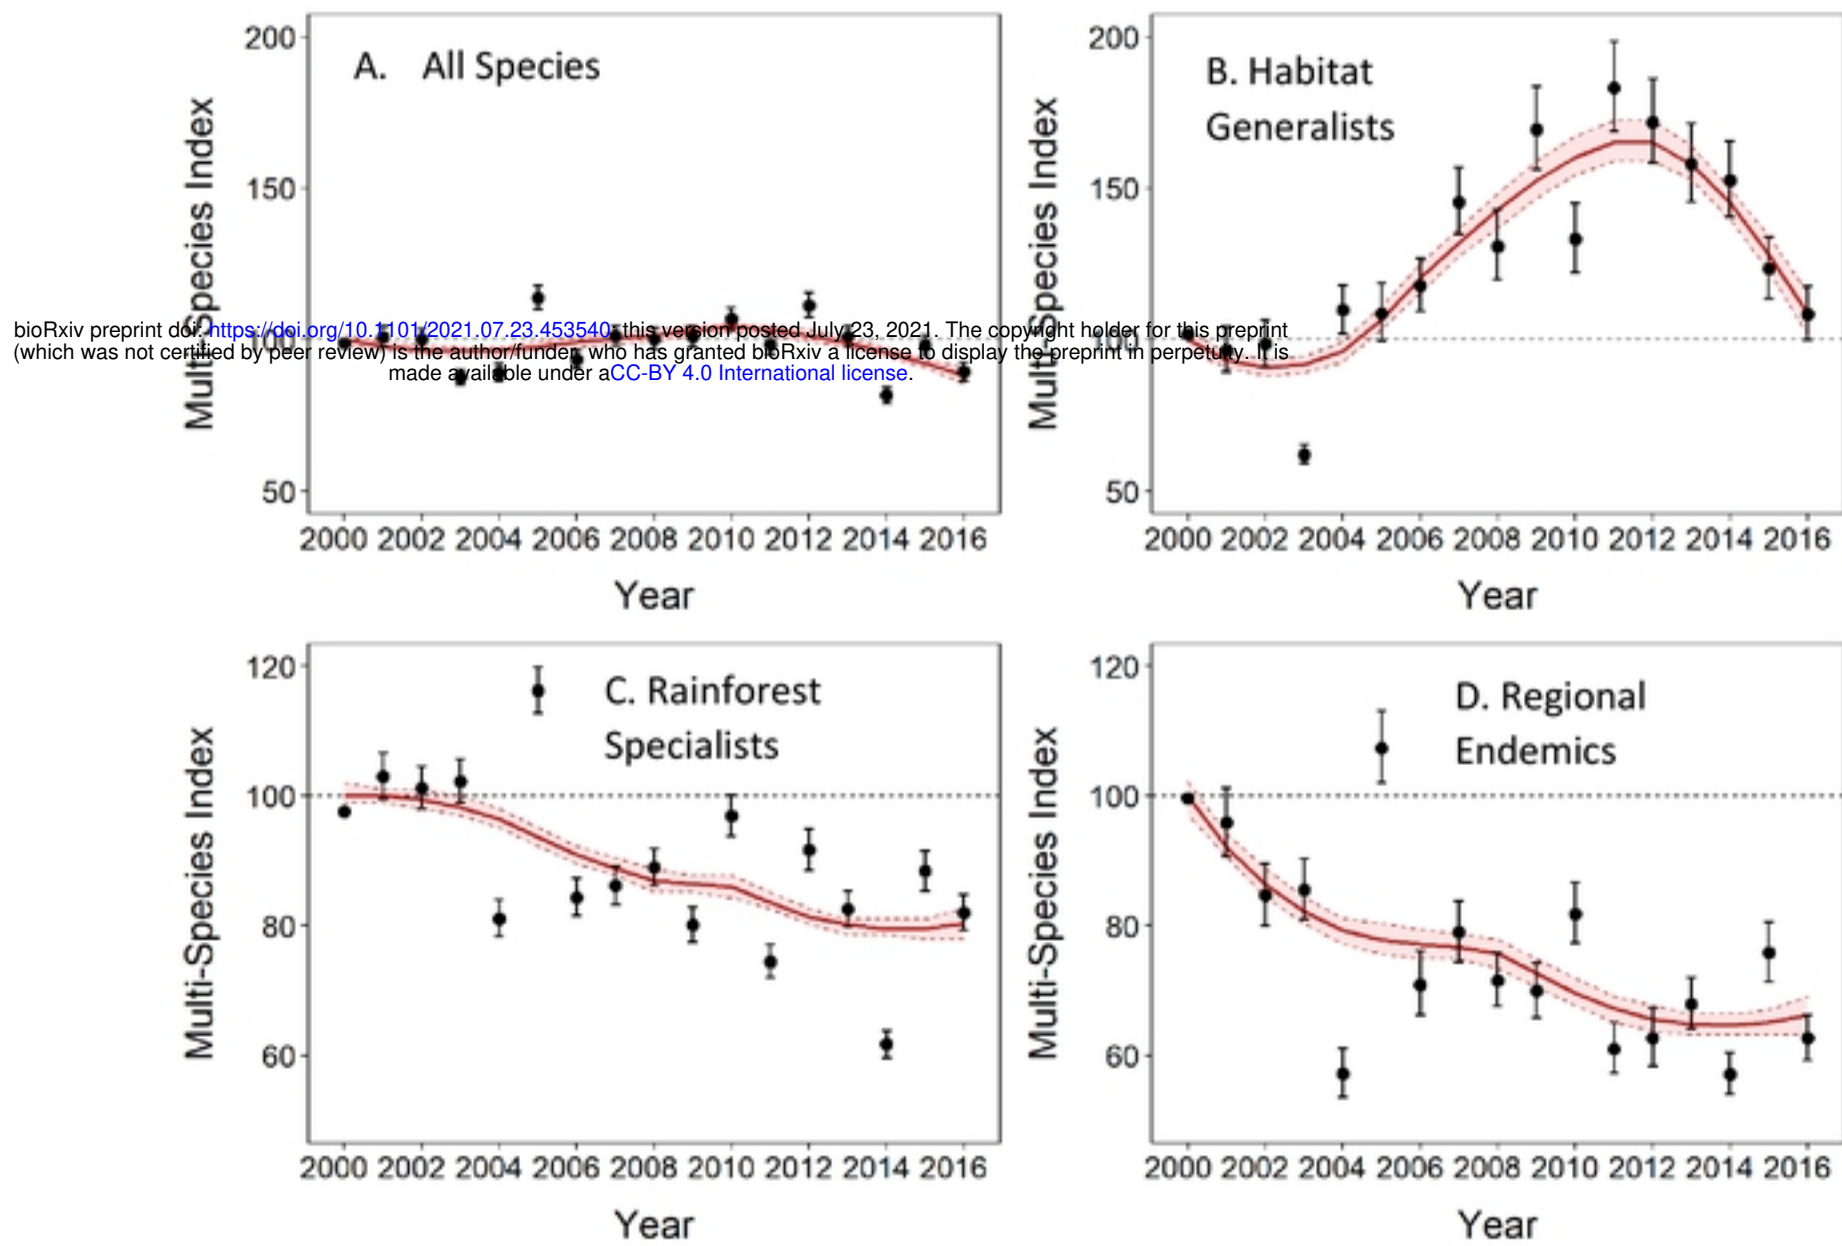 200
A. All Species
150
100
50
2000 2002 2004 2006 2008 2010 2012 2014 2016
Year
Multi-Species Index
200
B. Habitat
Generalists
150
100
50
2000 2002 2004 2006 2008 2010 2012 2014 2016
Year
Multi-Species Index
bioRxiv preprint doi: https://doi.org/10.1101/2021.07.23.453540; this version posted July 23, 2021. The copyright holder for this preprint
(which was not certified by peer review) is the author/funder, who has granted bioRxiv a license to display the preprint in perpetuity. It is
made available under aCC-BY 4.0 International license.
120
C. Rainforest
Specialists
100
80
60
2000 2002 2004 2006 2008 2010 2012 2014 2016
Year
Multi-Species Index
120
D. Regional
Endemics
100
80
60
2000 2002 2004 2006 2008 2010 2012 2014 2016
Year
Multi-Species Index